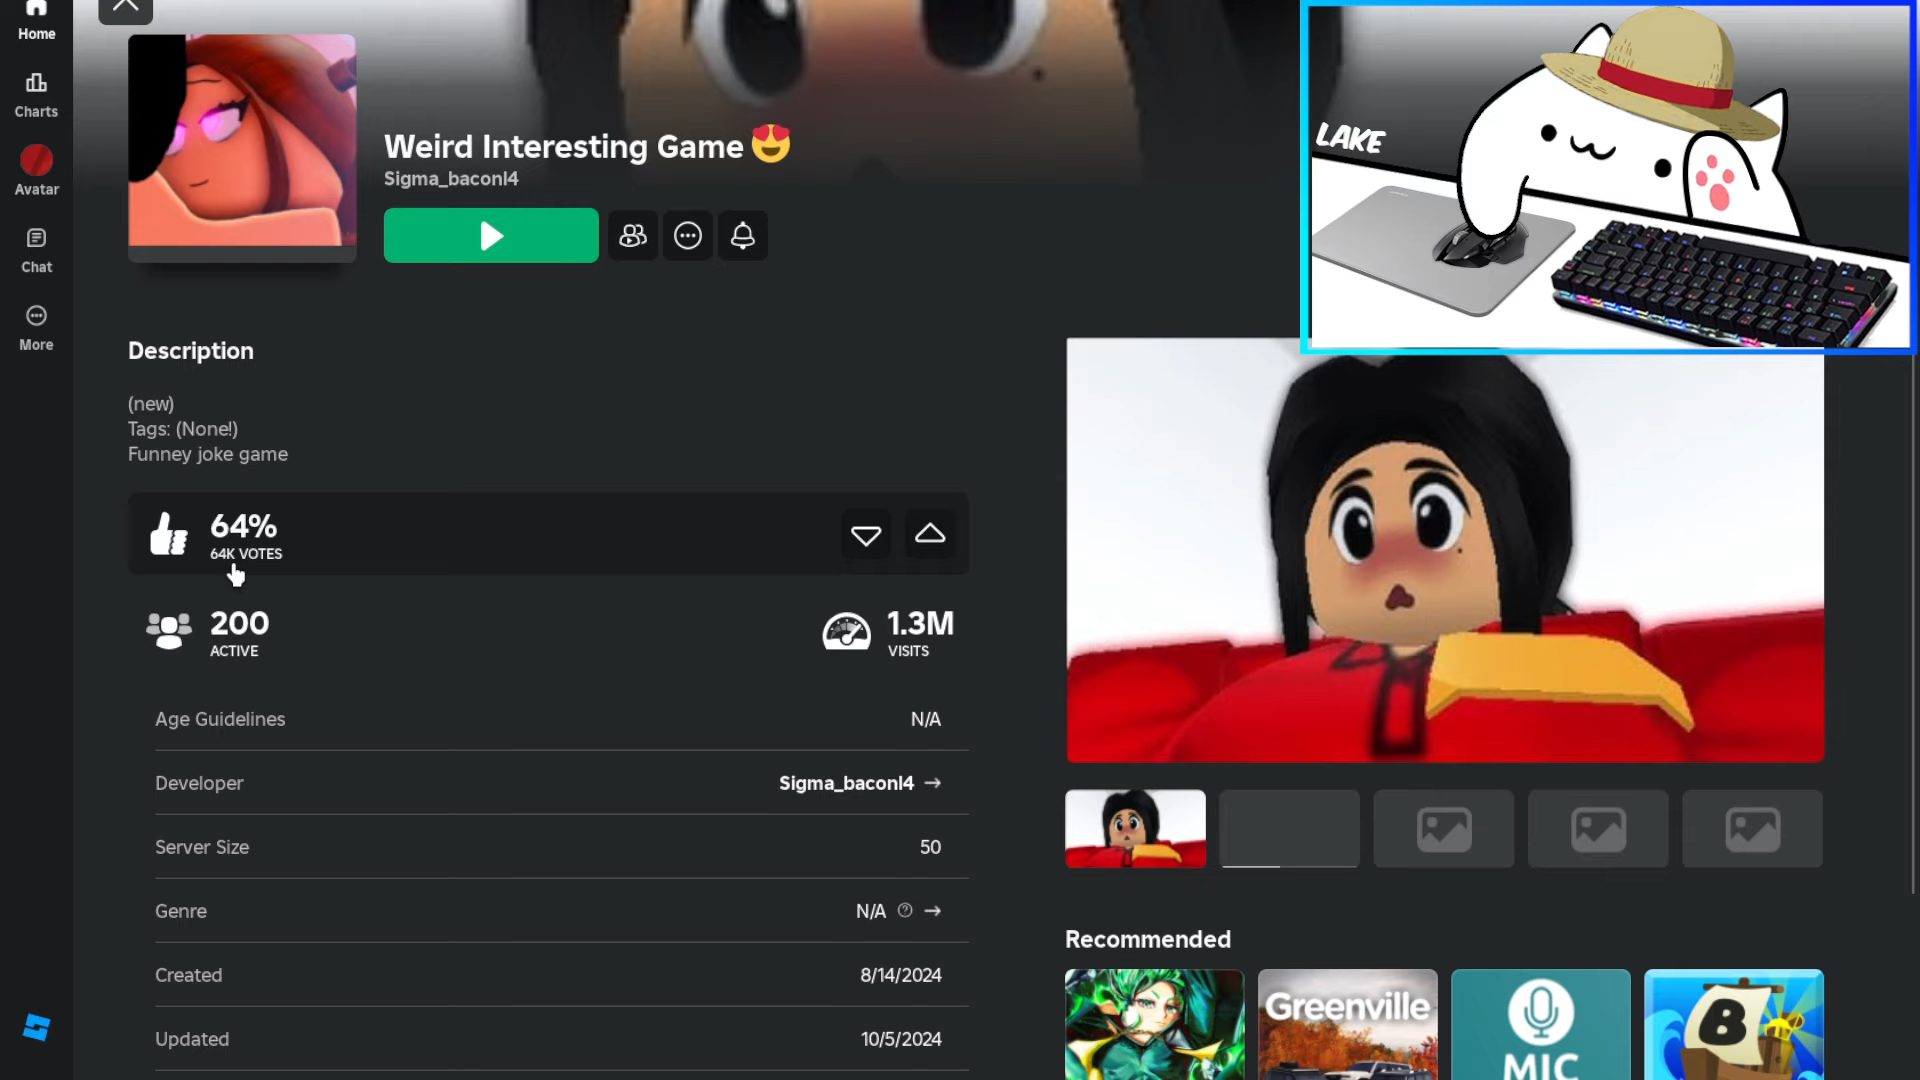 Home
Charts
Avatar
Chat
More
Weird Interesting Game 😍
Sigma_baconl4
LAKE
Description
(new)
Tags: (None!)
Funney joke game
64%
64K VOTES
200
ACTIVE
1.3M
VISITS
Age Guidelines N/A
Developer Sigma_baconl4 →
Server Size 50
Genre N/A →
Created 8/14/2024
Updated 10/5/2024
Recommended
Greenville
MIC
B